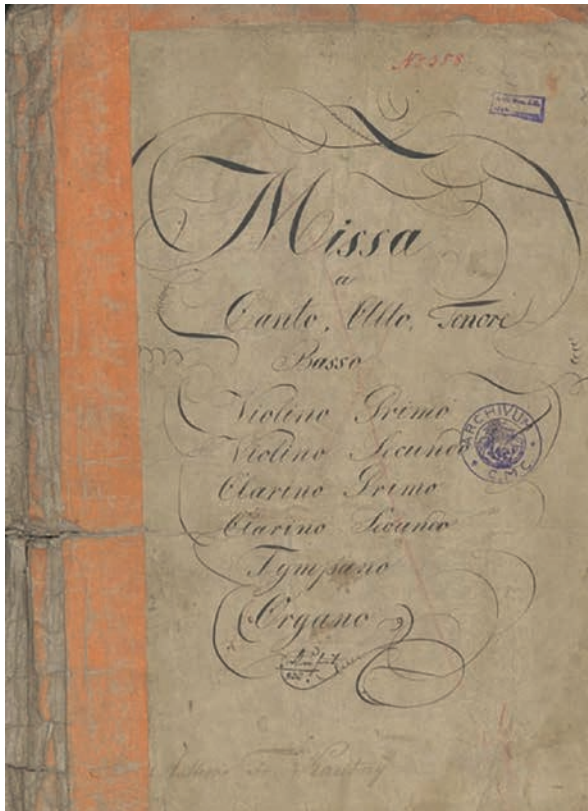 No 358.
Missa
a
Canto, Alto, Tenore
Basso
Violino Primo
Violino Secundo
Clarino Primo
Clarino Secundo
Tympano
Organo
ARCHIVUM
C.M.C.